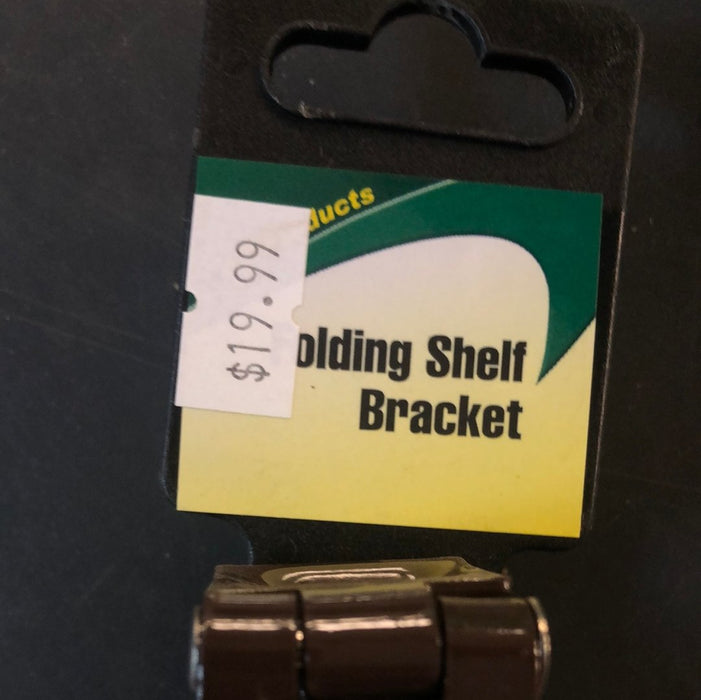 ducts
$19.99
olding Shelf
Bracket